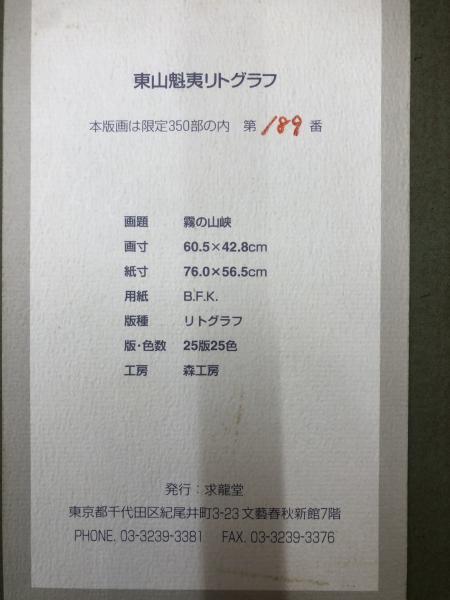 東山魁夷リトグラフ
本版画は限定350部の内 第 189 番
画題 霧の山峡
画寸 60.5×42.8cm
紙寸 76.0×56.5cm
用紙 B.F.K.
版種 リトグラフ
版・色数 25版25色
工房 森工房
発行：求龍堂
東京都千代田区紀尾井町3-23 文藝春秋新館7階
PHONE. 03-3239-3381 FAX. 03-3239-3376